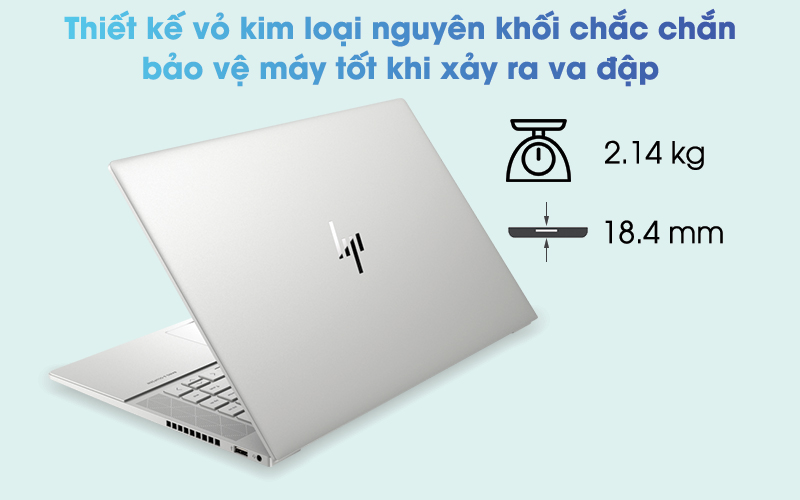 Thiết kế vỏ kim loại nguyên khối chắc chắn
bảo vệ máy tốt khi xảy ra va đập
2.14 kg
18.4 mm
hp